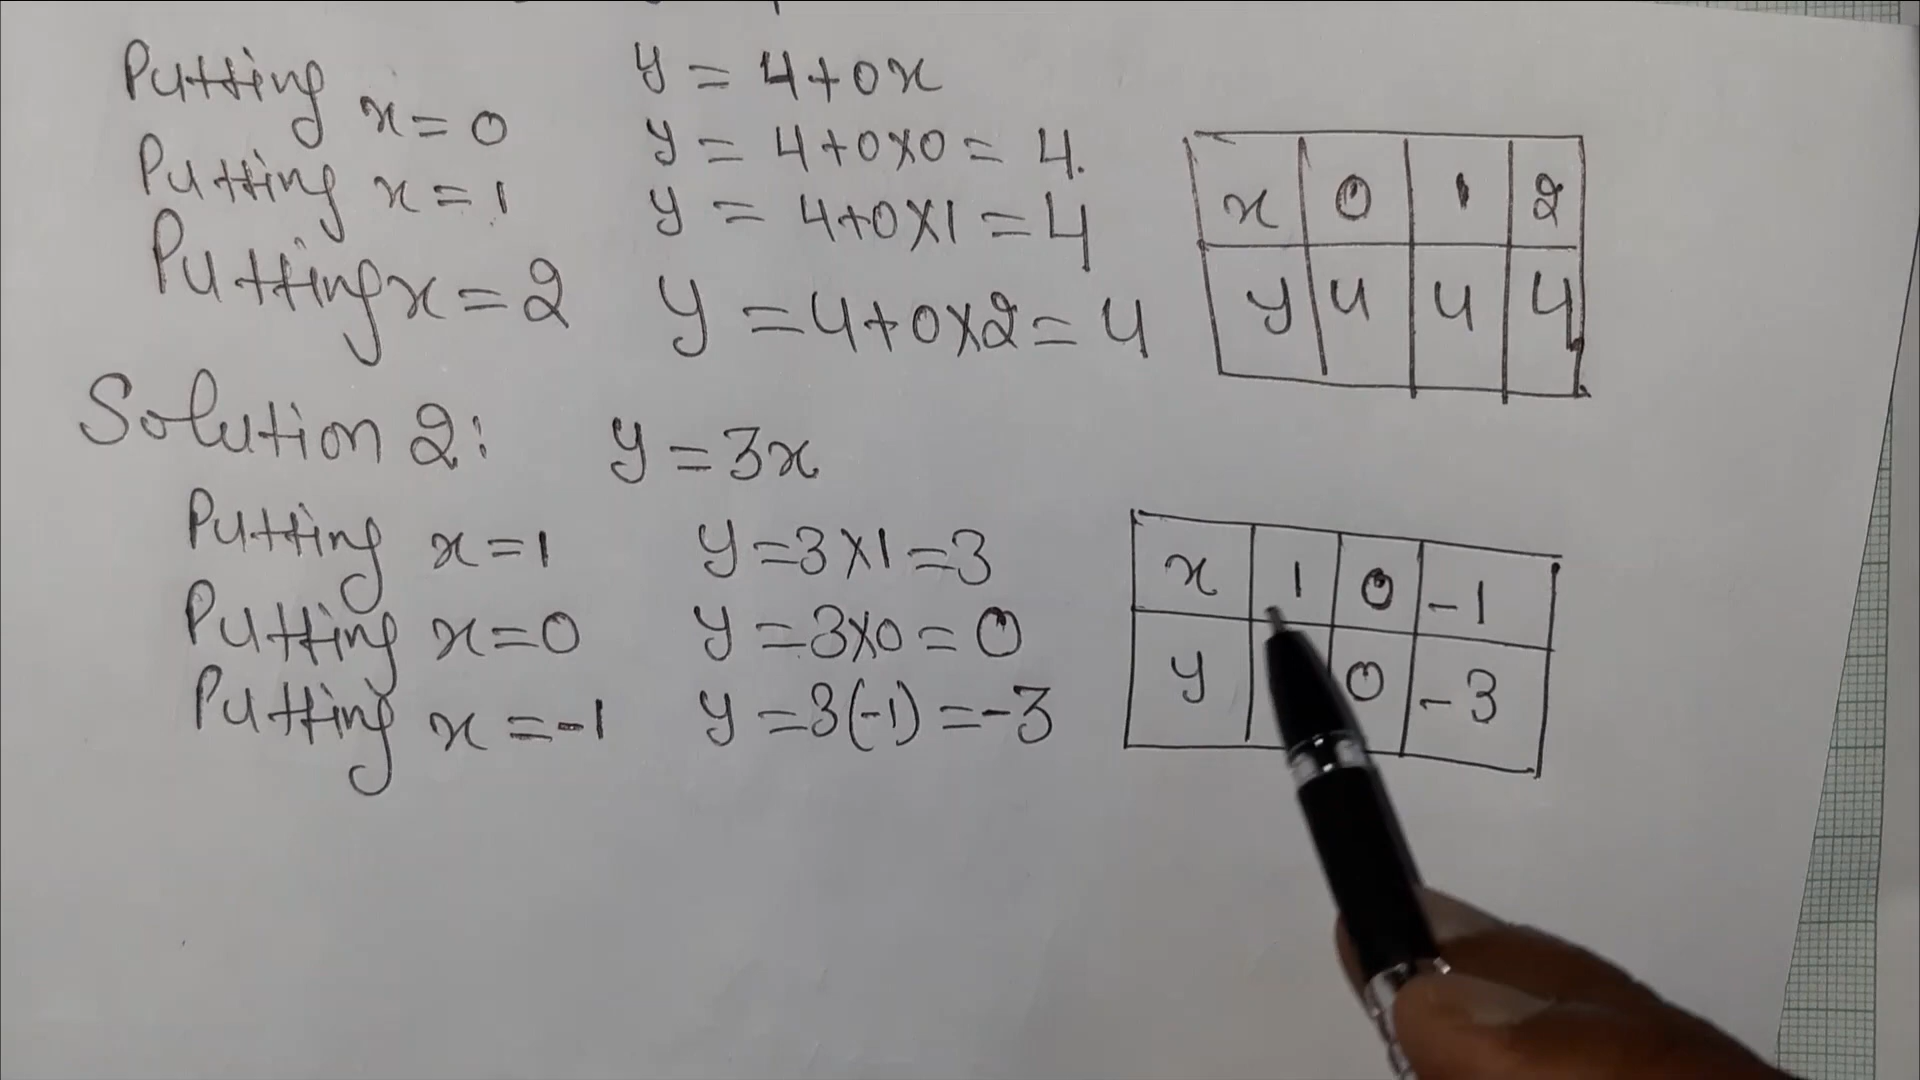 Putting x=0
y = 4+0x
y = 4+0×0 = 4.
Putting x=1
y = 4+0×1 = 4
Putting x=2
y = 4+0×2 = 4
x 0 1 2
y 4 4 4
Solution 2: y = 3x
Putting x=1 y=3×1=3
Putting x=0 y=3×0=0
Putting x=-1 y=3(-1)=-3
x 1 0 -1
y 0 -3